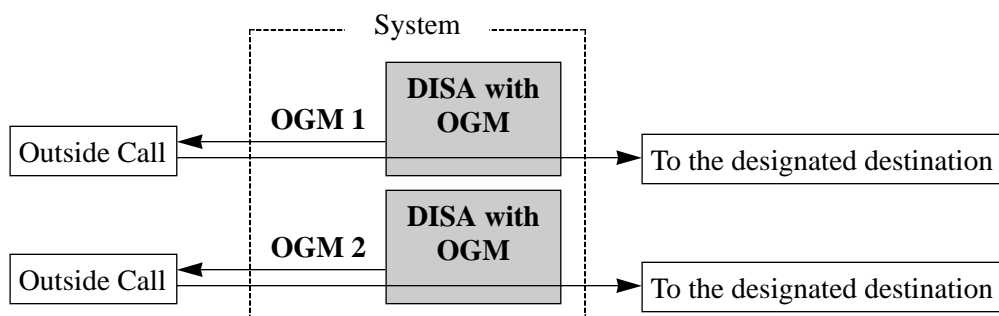 System
DISA with
OGM
OGM 1
Outside Call
To the designated destination
DISA with
OGM
OGM 2
Outside Call
To the designated destination